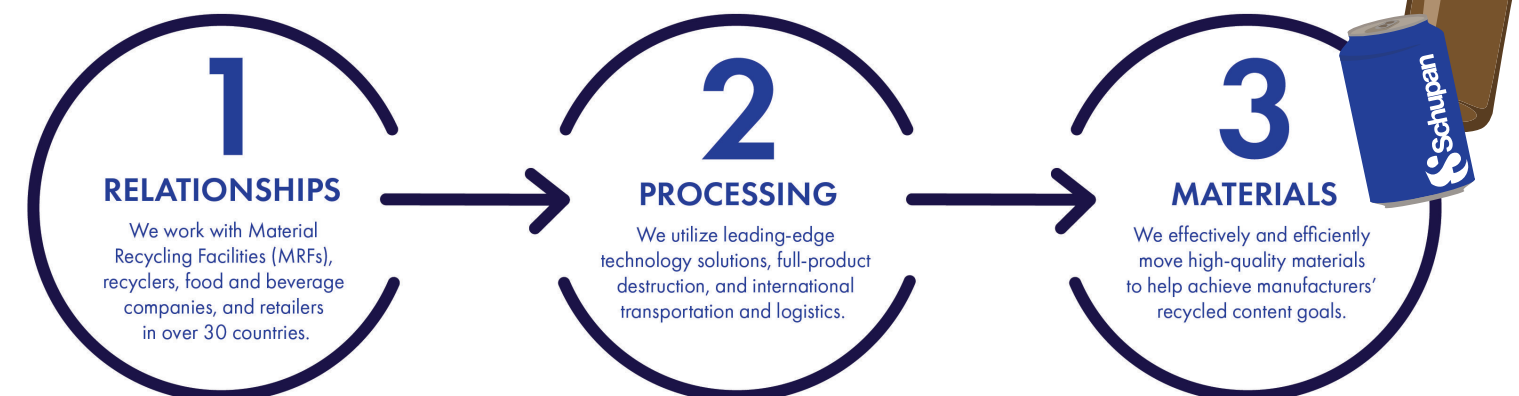 1
RELATIONSHIPS
We work with Material
Recycling Facilities (MRFs),
recyclers, food and beverage
companies, and retailers
in over 30 countries.
2
PROCESSING
We utilize leading-edge
technology solutions, full-product
destruction, and international
transportation and logistics.
3
MATERIALS
We effectively and efficiently
move high-quality materials
to help achieve manufacturers’
recycled content goals.
Schupan